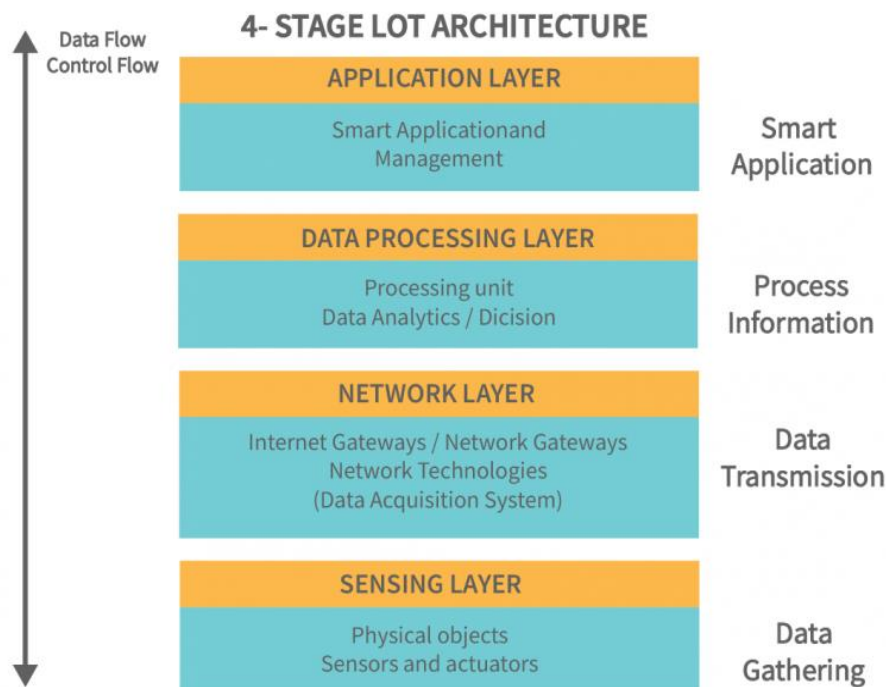 4- STAGE LOT ARCHITECTURE
Data Flow
Control Flow
APPLICATION LAYER
Smart Applicationand
Management
Smart
Application
DATA PROCESSING LAYER
Processing unit
Data Analytics / Dicision
Process
Information
NETWORK LAYER
Internet Gateways / Network Gateways
Network Technologies
(Data Acquisition System)
Data
Transmission
SENSING LAYER
Physical objects
Sensors and actuators
Data
Gathering